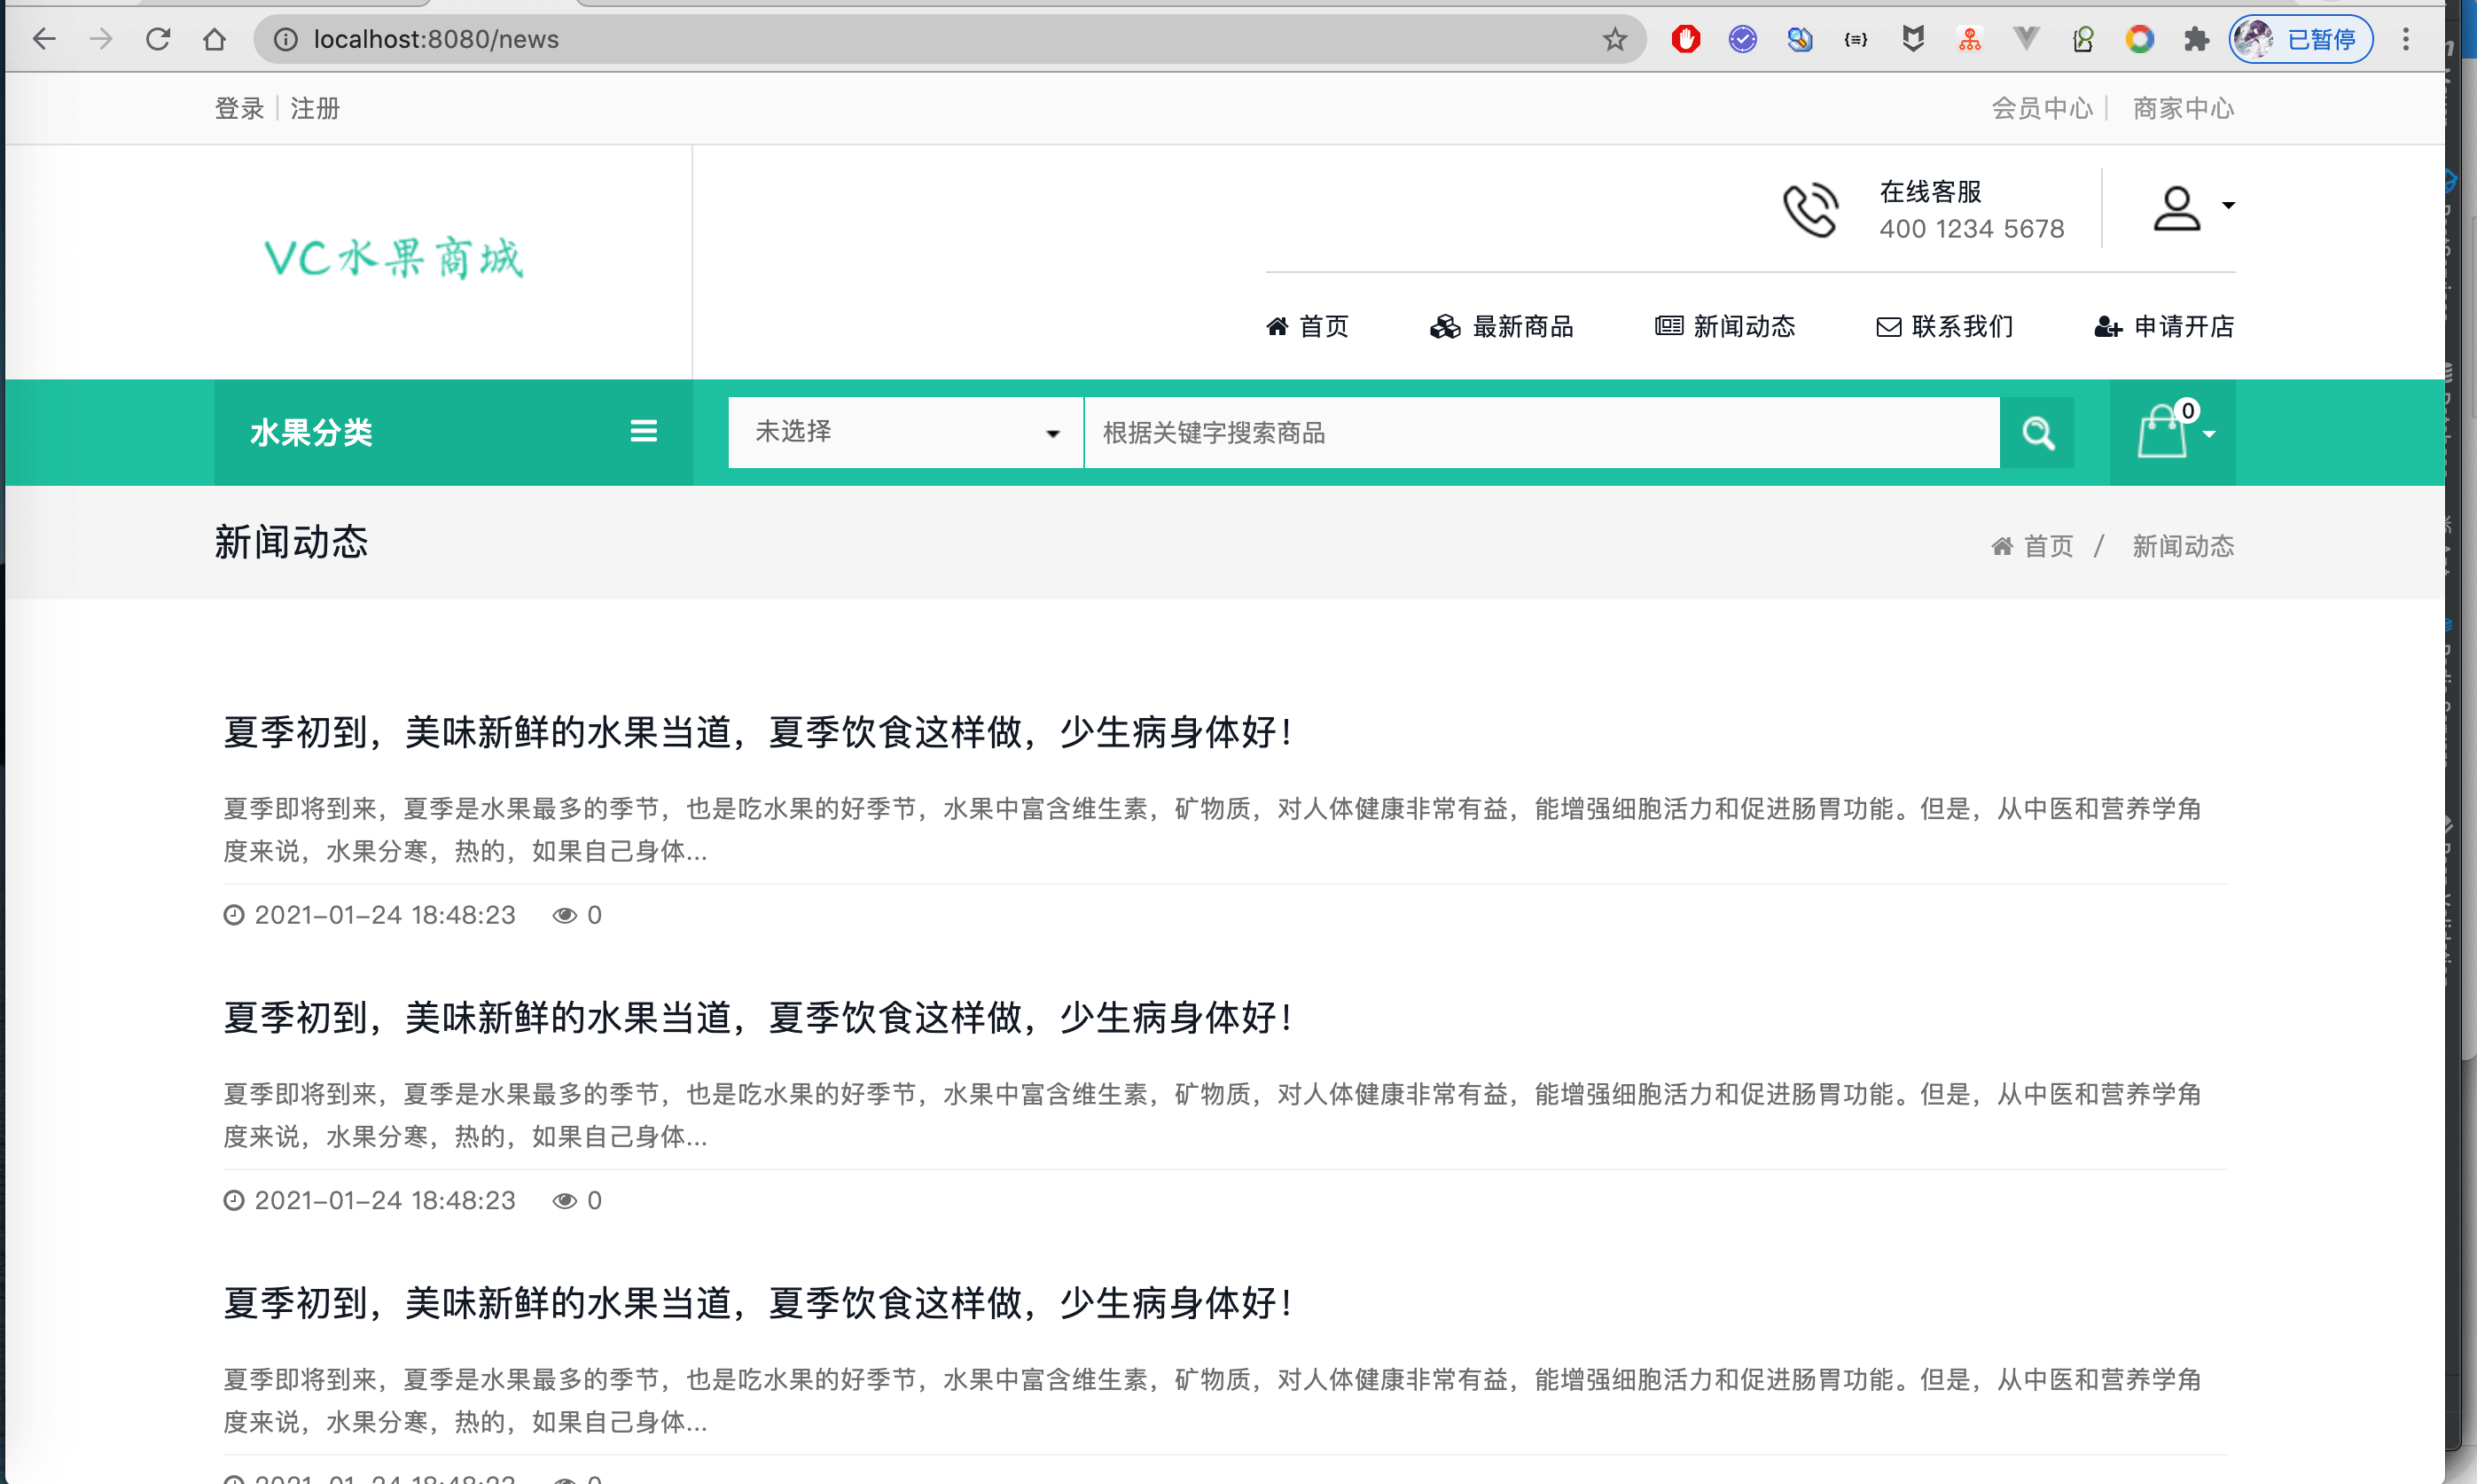 localhost:8080/news
已暂停
登录 注册
会员中心 商家中心
VC水果商城
在线客服
400 1234 5678
首页 最新商品 新闻动态 联系我们 申请开店
水果分类
未选择
根据关键字搜索商品
0
新闻动态
首页 / 新闻动态
夏季初到，美味新鲜的水果当道，夏季饮食这样做，少生病身体好！
夏季即将到来，夏季是水果最多的季节，也是吃水果的好季节，水果中富含维生素，矿物质，对人体健康非常有益，能增强细胞活力和促进肠胃功能。但是，从中医和营养学角
度来说，水果分寒，热的，如果自己身体...
2021-01-24 18:48:23 0
夏季初到，美味新鲜的水果当道，夏季饮食这样做，少生病身体好！
夏季即将到来，夏季是水果最多的季节，也是吃水果的好季节，水果中富含维生素，矿物质，对人体健康非常有益，能增强细胞活力和促进肠胃功能。但是，从中医和营养学角
度来说，水果分寒，热的，如果自己身体...
2021-01-24 18:48:23 0
夏季初到，美味新鲜的水果当道，夏季饮食这样做，少生病身体好！
夏季即将到来，夏季是水果最多的季节，也是吃水果的好季节，水果中富含维生素，矿物质，对人体健康非常有益，能增强细胞活力和促进肠胃功能。但是，从中医和营养学角
度来说，水果分寒，热的，如果自己身体...
2021-01-24 18:48:23 0